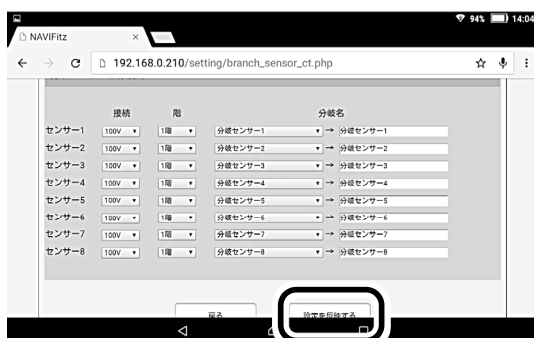 94% 14:04
NAVIFitz ×
192.168.0.210/setting/branch_sensor_ct.php
接続 階 分岐名
センサー1 100V 1階 分岐センサー1 → 分岐センサー1
センサー2 100V 1階 分岐センサー2 → 分岐センサー2
センサー3 100V 1階 分岐センサー3 → 分岐センサー3
センサー4 100V 1階 分岐センサー4 → 分岐センサー4
センサー5 100V 1階 分岐センサー5 → 分岐センサー5
センサー6 100V 1階 分岐センサー6 → 分岐センサー6
センサー7 100V 1階 分岐センサー7 → 分岐センサー7
センサー8 100V 1階 分岐センサー8 → 分岐センサー8
戻る 設定を反映する